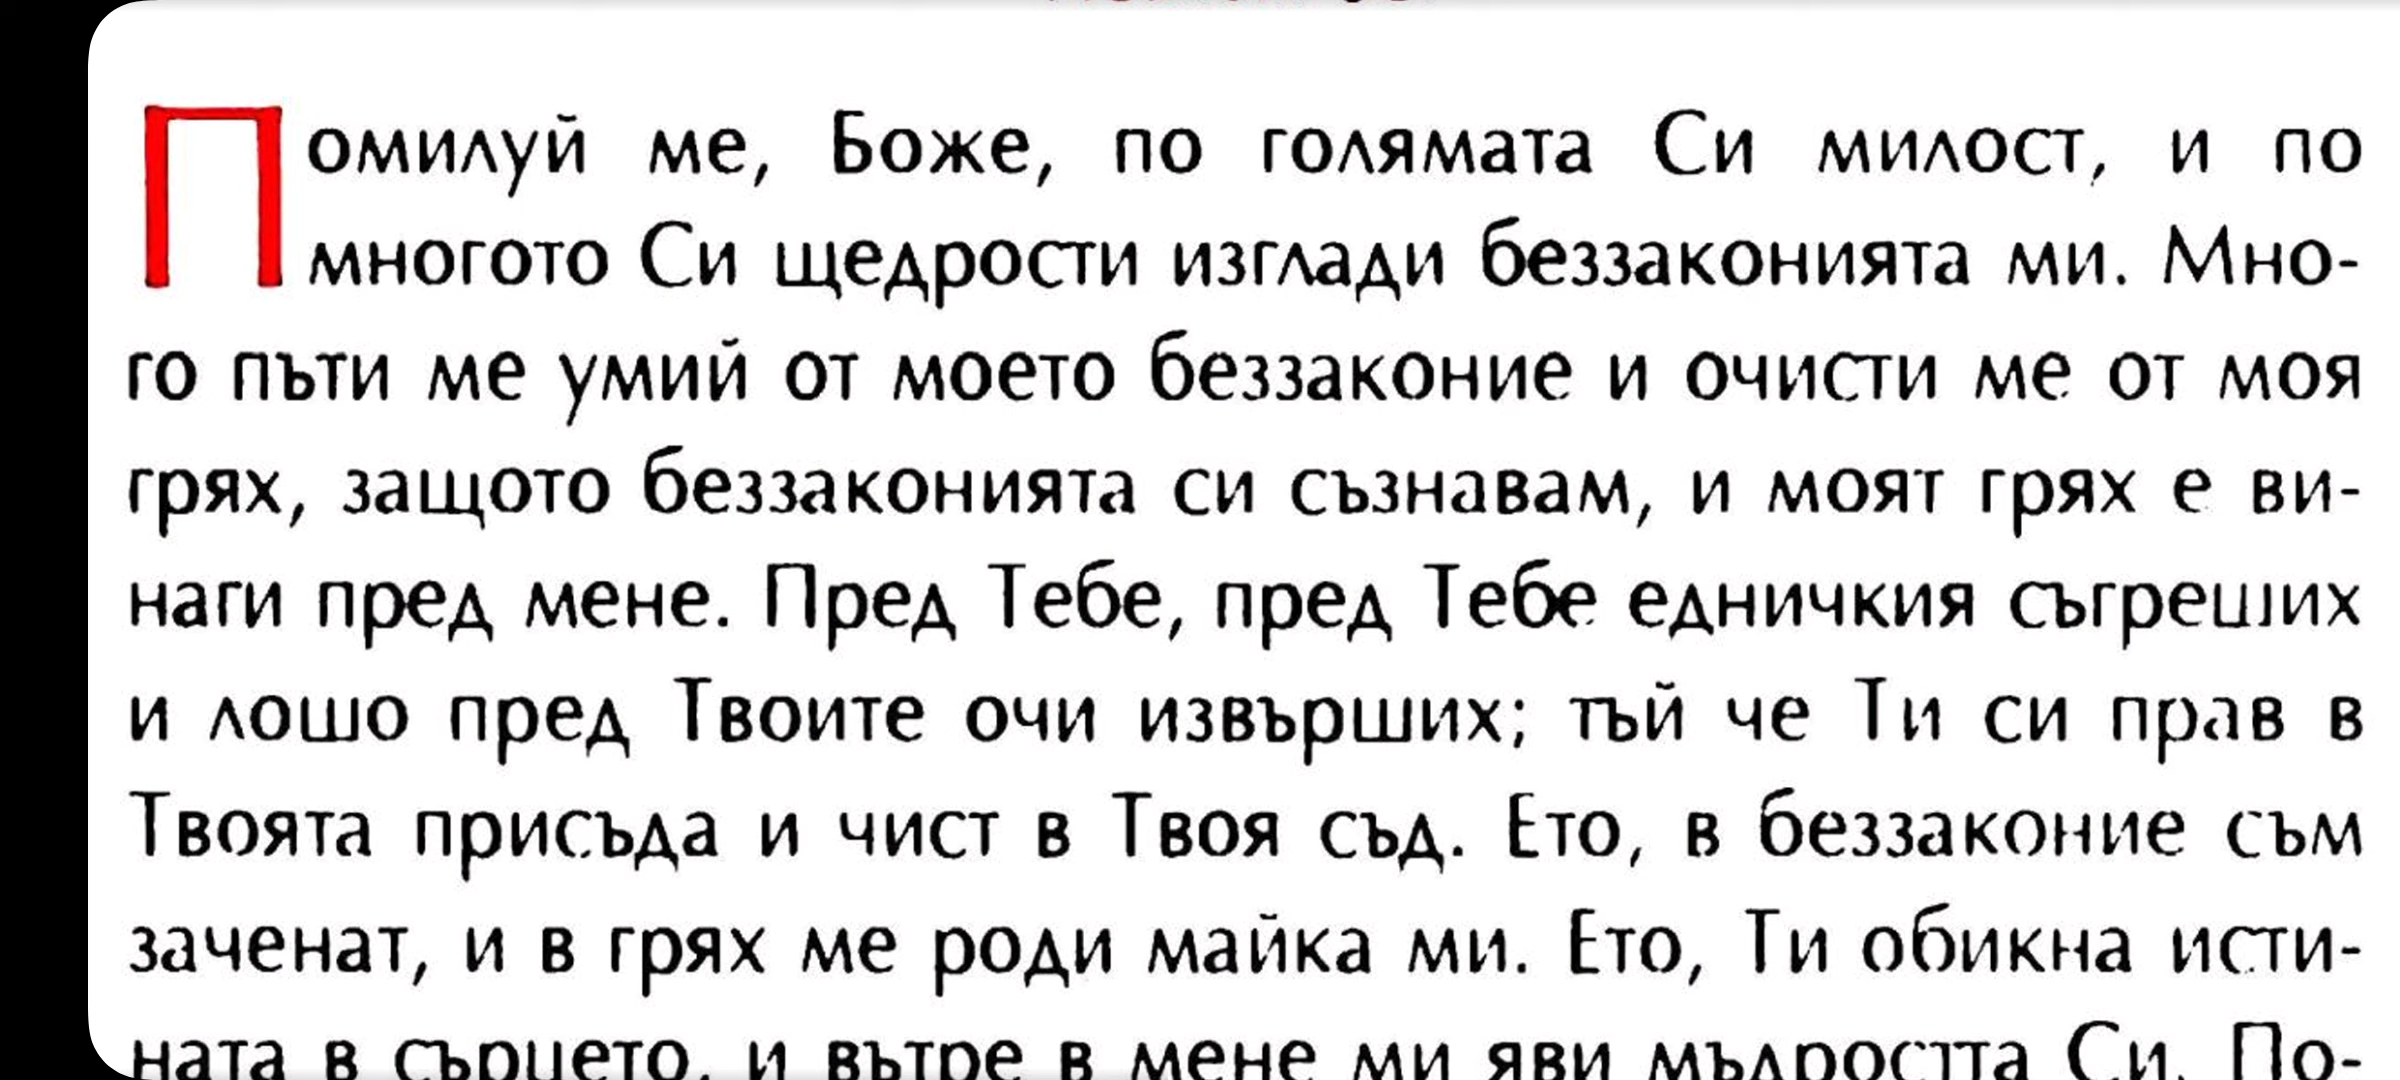 Помилуй ме, Боже, по голямата Си милост, и по
многото Си щедрости изглади беззаконията ми. Мно-
го пъти ме умий от моето беззаконие и очисти ме от моя
грях, защото беззаконията си съзнавам, и моят грях е ви-
наги пред мене. Пред Тебе, пред Тебе едничкия съгреших
и лошо пред Твоите очи извърших; тъй че Ти си прав в
Твоята присъда и чист в Твоя съд. Ето, в беззаконие съм
заченат, и в грях ме роди майка ми. Ето, Ти обикна исти-
ната в сърцето, и вътре в мене ми яви мъдростта Си. По-